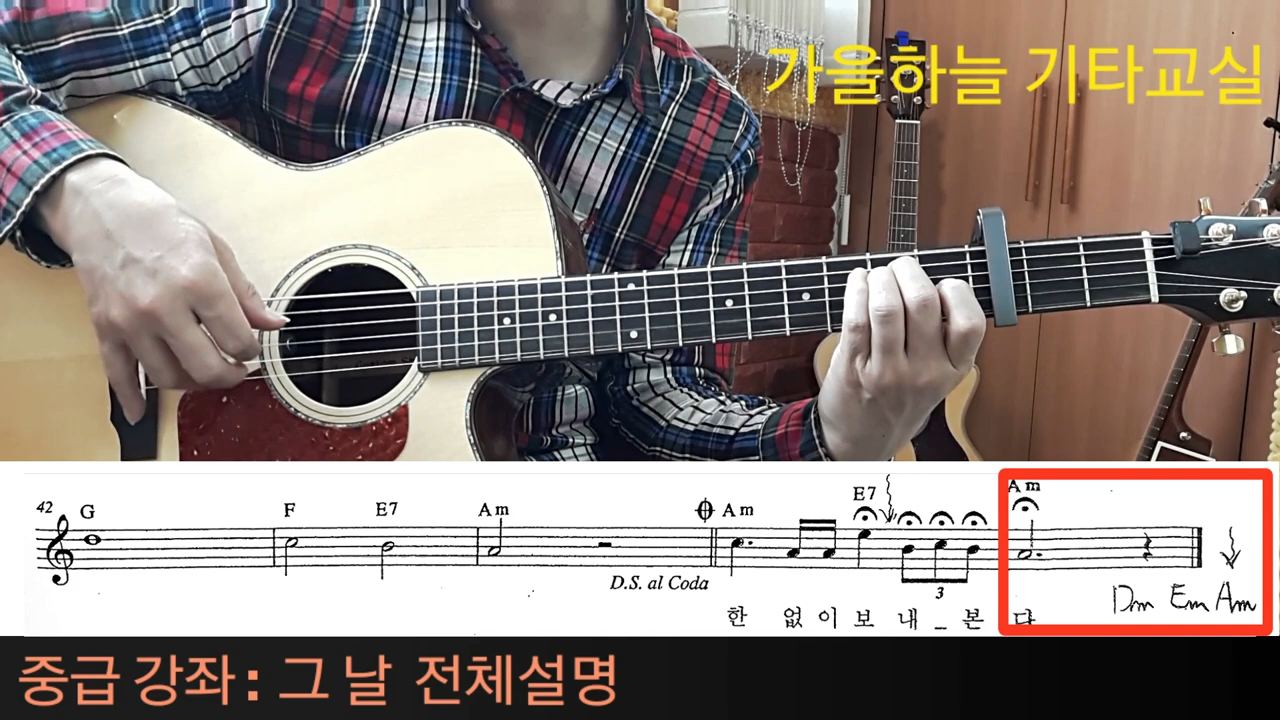 가을하늘 기타교실
42 G F E7 Am Am E7 Am
D.S. al Coda
3
Dm Em Am
한 없 이 보 내 _ 본 다
중급 강좌 : 그 날 전체설명